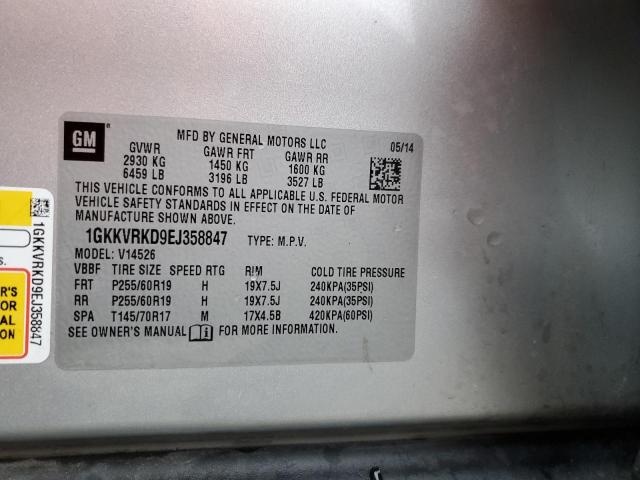 GM
MFD BY GENERAL MOTORS LLC
05/14
GVWR GAWR FRT GAWR RR
2930 KG 1450 KG 1600 KG
6459 LB 3196 LB 3527 LB
THIS VEHICLE CONFORMS TO ALL APPLICABLE U.S. FEDERAL MOTOR
VEHICLE SAFETY STANDARDS IN EFFECT ON THE DATE OF
MANUFACTURE SHOWN ABOVE.
1GKKVRKD9EJ358847 TYPE: M.P.V.
MODEL: V14526
VBBF TIRE SIZE SPEED RTG RIM COLD TIRE PRESSURE
FRT P255/60R19 H 19X7.5J 240KPA(35PSI)
RR P255/60R19 H 19X7.5J 240KPA(35PSI)
SPA T145/70R17 M 17X4.5B 420KPA(60PSI)
SEE OWNER'S MANUAL FOR MORE INFORMATION.
1GKKVRKD9EJ358847
S.
R'S
OR
AL
ON